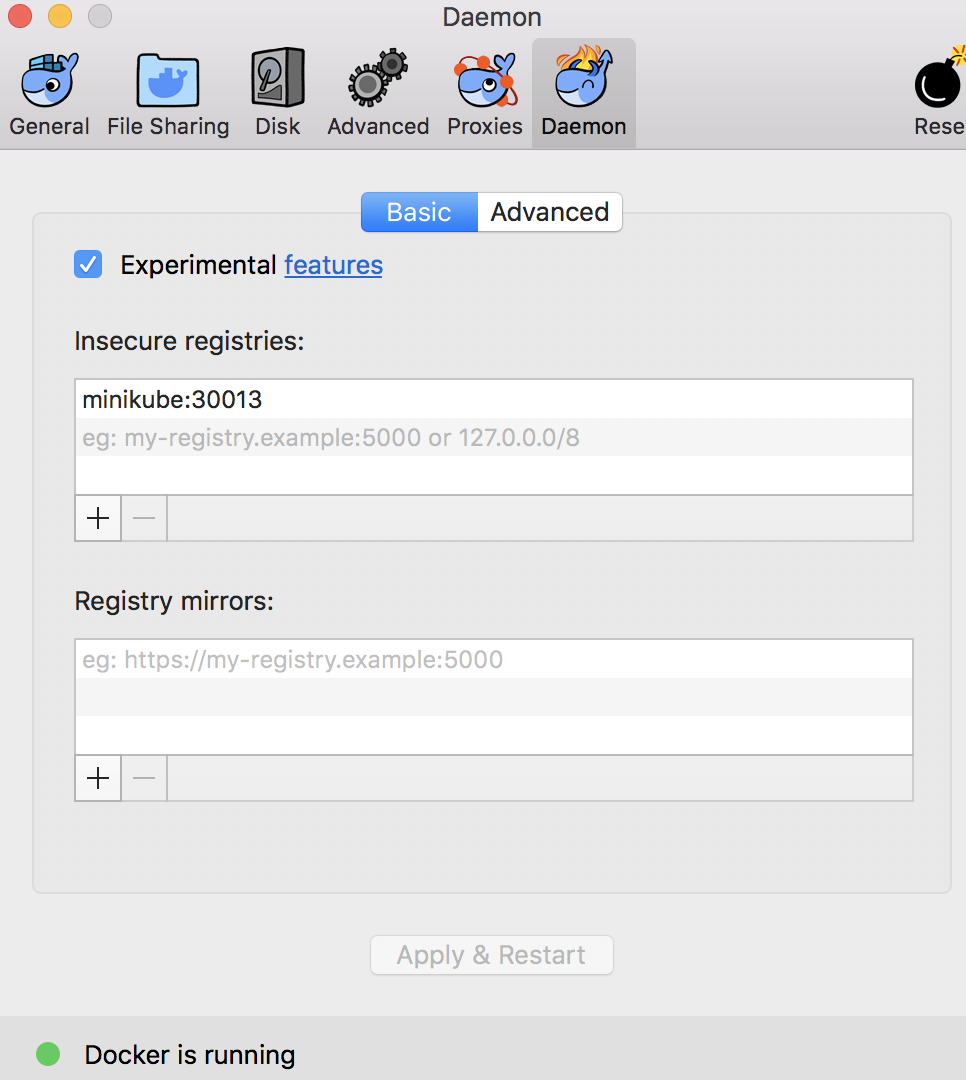 Daemon
General File Sharing Disk Advanced Proxies Daemon Rese
Basic Advanced
Experimental features
Insecure registries:
minikube:30013
eg: my-registry.example:5000 or 127.0.0.0/8
Registry mirrors:
eg: https://my-registry.example:5000
Apply & Restart
Docker is running